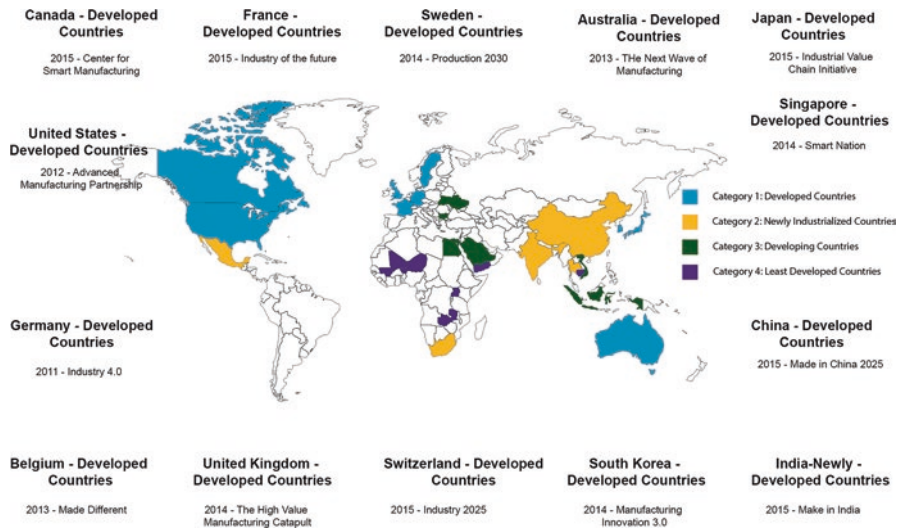 Canada - Developed
Countries
2015 - Center for
Smart Manufacturing
France -
Developed Countries
2015 - Industry of the future
Sweden -
Developed Countries
2014 - Production 2030
Australia - Developed
Countries
2013 - THe Next Wave of
Manufacturing
Japan - Developed
Countries
2015 - Industrial Value
Chain Initiative
United States -
Developed Countries
2012 - Advanced
Manufacturing Partnership
Singapore -
Developed Countries
2014 - Smart Nation
Category 1: Developed Countries
Category 2: Newly Industrialized Countries
Category 3: Developing Countries
Category 4: Least Developed Countries
Germany - Developed
Countries
2011 - Industry 4.0
China - Developed
Countries
2015 - Made in China 2025
Belgium - Developed
Countries
2013 - Made Different
United Kingdom -
Developed Countries
2014 - The High Value
Manufacturing Catapult
Switzerland - Developed
Countries
2015 - Industry 2025
South Korea -
Developed Countries
2014 - Manufacturing
Innovation 3.0
India-Newly -
Developed Countries
2015 - Make in India